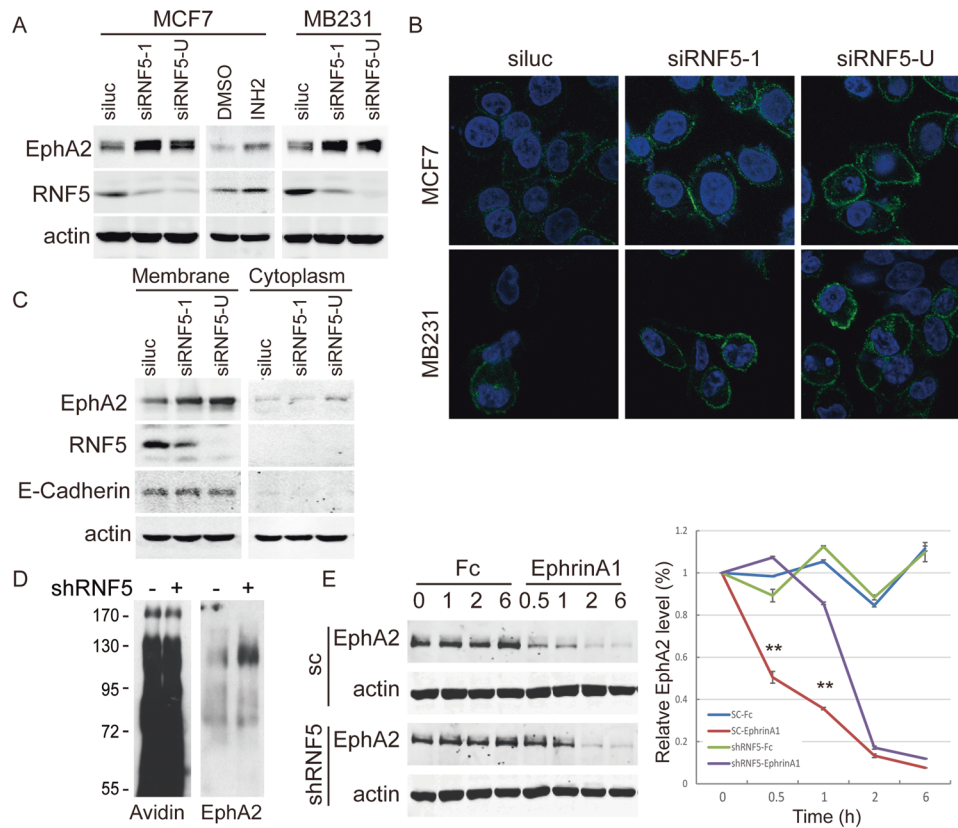 A
MCF7
MB231
siluc
siRNF5-1
siRNF5-U
DMSO
INH2
siluc
siRNF5-1
siRNF5-U
EphA2
RNF5
actin
B
siluc
siRNF5-1
siRNF5-U
MCF7
MB231
C
Membrane
Cytoplasm
siluc
siRNF5-1
siRNF5-U
siluc
siRNF5-1
siRNF5-U
EphA2
RNF5
E-Cadherin
actin
D
shRNF5 - + - +
170
130
95
72
55
Avidin EphA2
E
Fc EphrinA1
0 1 2 6 0.5 1 2 6
sc
EphA2
actin
shRNF5
EphA2
actin
Relative EphA2 level (%)
1.2
1
0.8
0.6
0.4
0.2
0
**
**
SC-Fc
SC-EphrinA1
shRNF5-Fc
shRNF5-EphrinA1
0 0.5 1 2 6
Time (h)